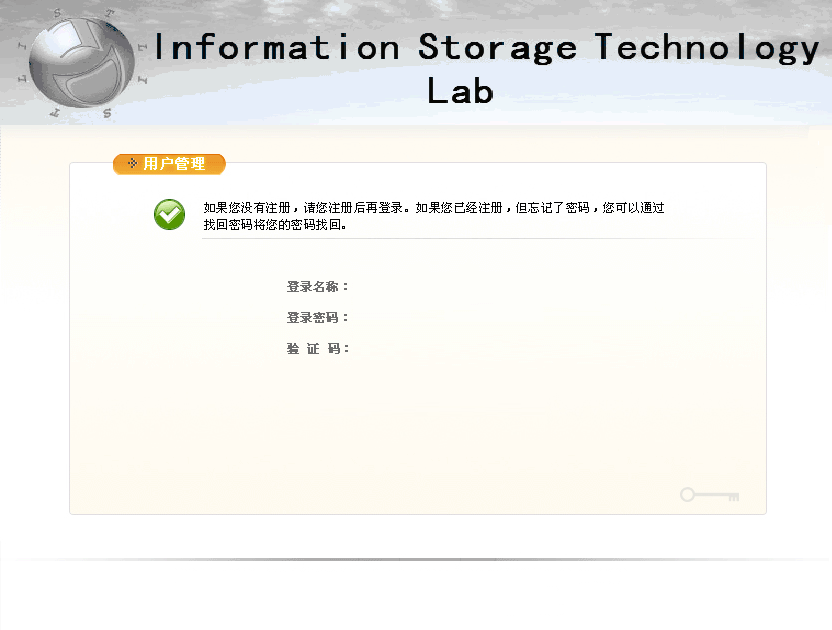 Information Storage Technology
Lab
用户管理
如果您没有注册，请您注册后再登录。如果您已经注册，但忘记了密码，您可以通过
找回密码将您的密码找回。
登录名称：
登录密码：
验 证 码：